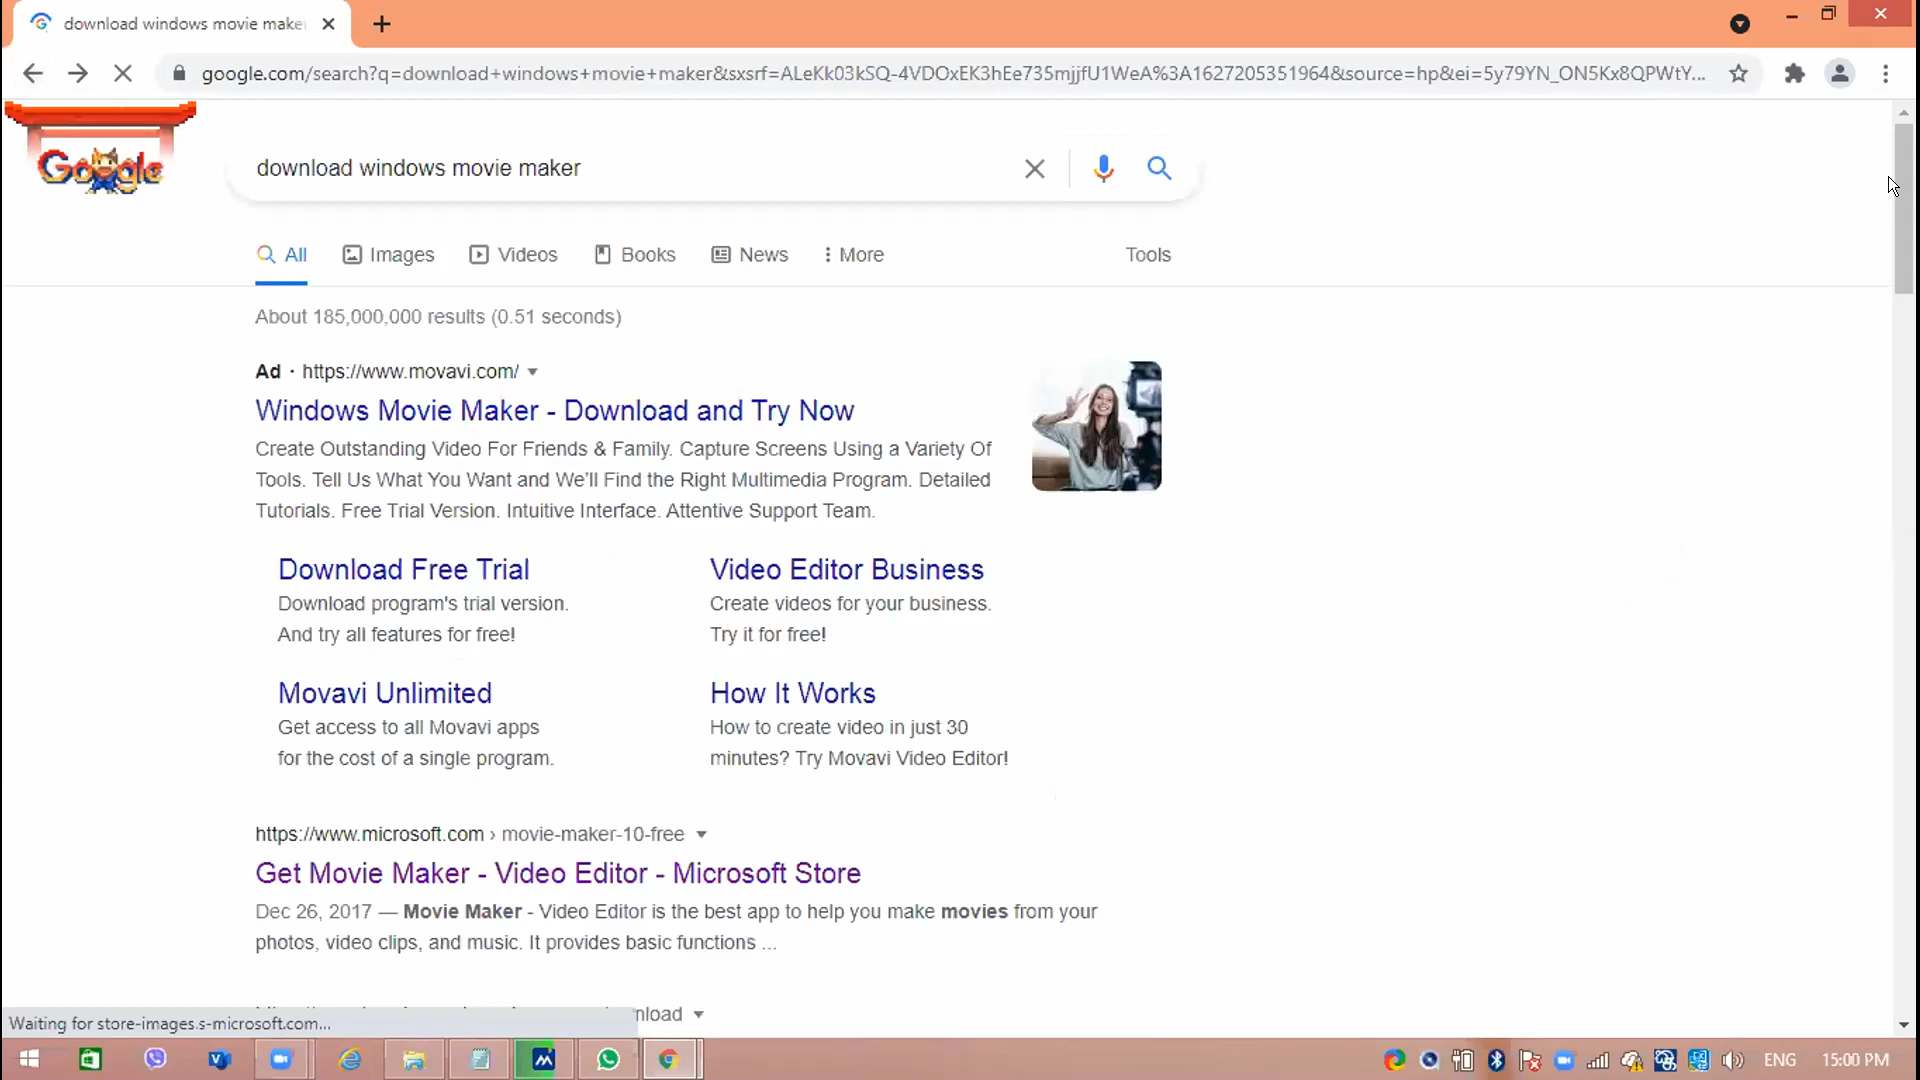 download windows movie make
google.com/search?q=download+windows+movie+maker&sxsrf=ALeKk03kSQ-4VDOxEK3hEe735mjjfU1WeA%3A1627205351964&source=hp&ei=5y79YN_ON5Kx8QPWtY...
Google
download windows movie maker
All
Images
Videos
Books
News
More
Tools
About 185,000,000 results (0.51 seconds)
Ad · https://www.movavi.com/
Windows Movie Maker - Download and Try Now
Create Outstanding Video For Friends & Family. Capture Screens Using a Variety Of
Tools. Tell Us What You Want and We'll Find the Right Multimedia Program. Detailed
Tutorials. Free Trial Version. Intuitive Interface. Attentive Support Team.
Download Free Trial
Download program's trial version.
And try all features for free!
Video Editor Business
Create videos for your business.
Try it for free!
Movavi Unlimited
Get access to all Movavi apps
for the cost of a single program.
How It Works
How to create video in just 30
minutes? Try Movavi Video Editor!
https://www.microsoft.com › movie-maker-10-free
Get Movie Maker - Video Editor - Microsoft Store
Dec 26, 2017 — Movie Maker - Video Editor is the best app to help you make movies from your
photos, video clips, and music. It provides basic functions ...
nload
Waiting for store-images.s-microsoft.com...
ENG
15:00 PM